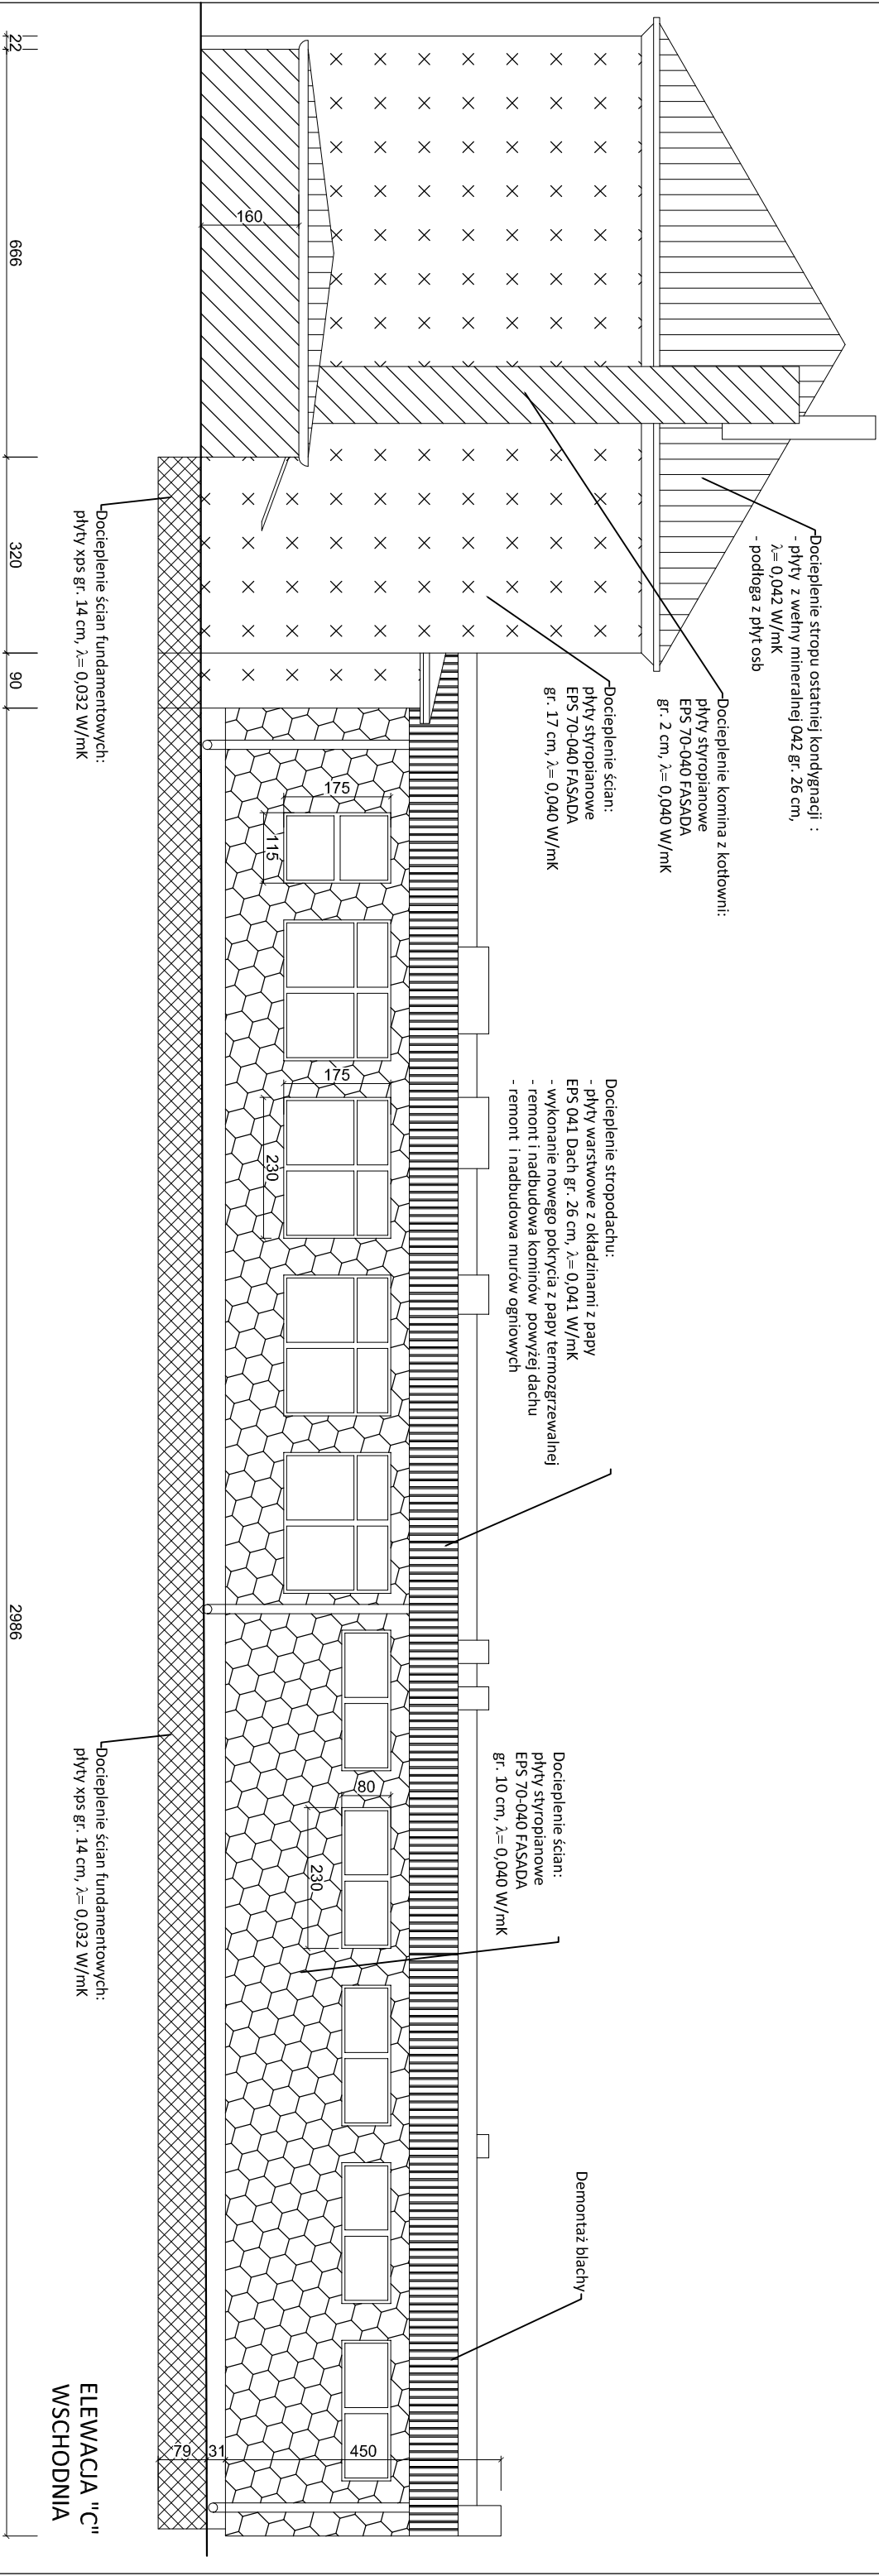 Docieplenie stropu ostatniej kondygnacji :
- płyty z wełny mineralnej 042 gr. 26 cm,
λ= 0,042 W/mK
- podłoga z płyt osb
Docieplenie komina z kotłowni:
płyty styropianowe
EPS 70-040 FASADA
gr. 2 cm, λ= 0,040 W/mK
Docieplenie ścian:
płyty styropianowe
EPS 70-040 FASADA
gr. 17 cm, λ= 0,040 W/mK
Docieplenie stropodachu:
- płyty warstwowe z okładzinami z papy
EPS 041 Dach gr. 26 cm, λ= 0,041 W/mK
- wykonanie nowego pokrycia z papy termozgrzewalnej
- remont i nadbudowa kominów powyżej dachu
- remont i nadbudowa murów ogniowych
Docieplenie ścian:
płyty styropianowe
EPS 70-040 FASADA
gr. 10 cm, λ= 0,040 W/mK
Demontaż blachy
160
175
115
175
230
80
230
450
31
79
Docieplenie ścian fundamentowych:
płyty xps gr. 14 cm, λ= 0,032 W/mK
Docieplenie ścian fundamentowych:
płyty xps gr. 14 cm, λ= 0,032 W/mK
22
666
320
90
2986
ELEWACJA "C"
WSCHODNIA